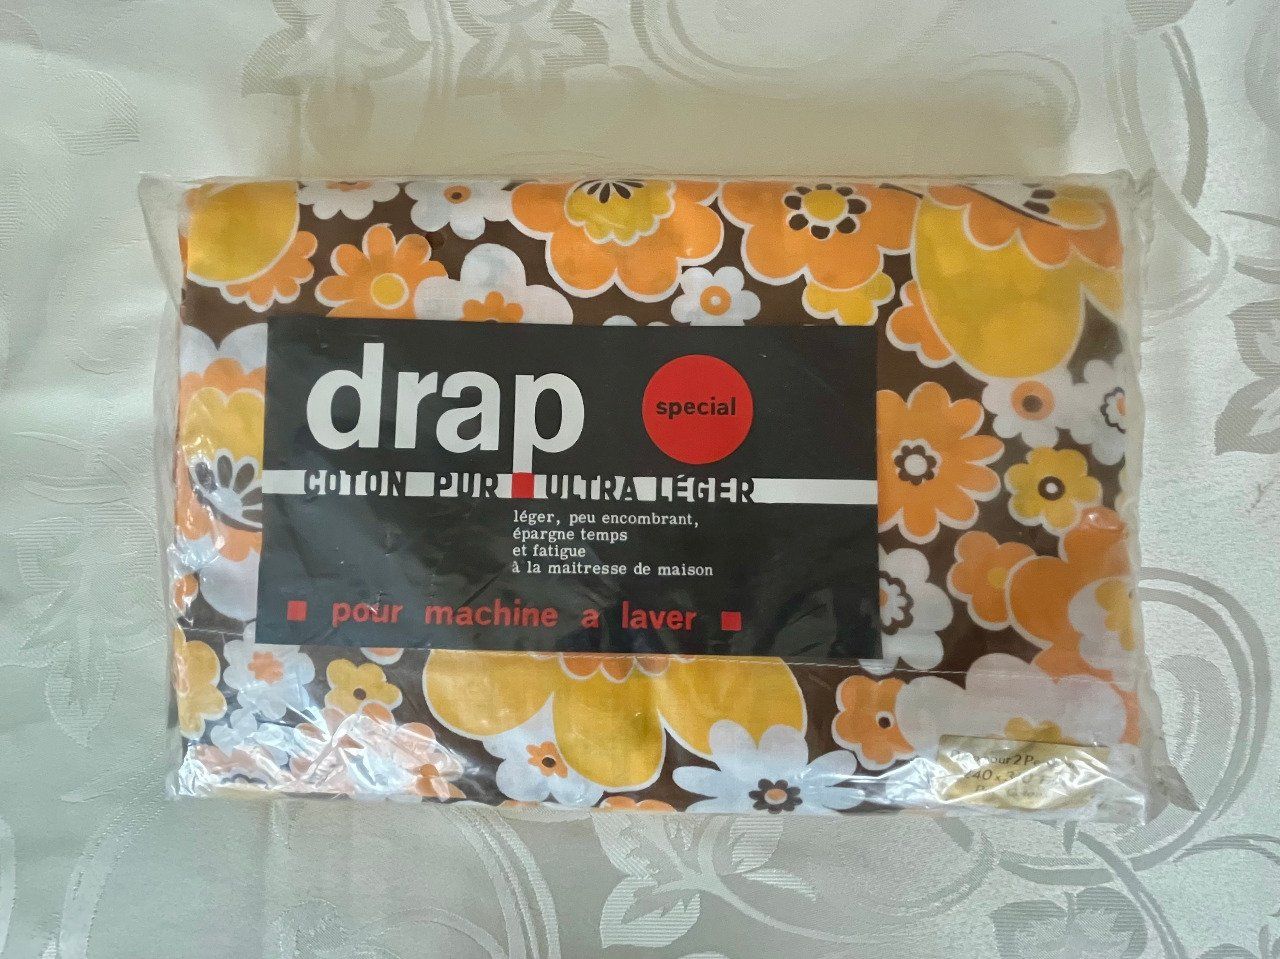 drap
special
COTON PUR ULTRA LÉGER
léger, peu encombrant,
épargne temps
et fatigue
à la maitresse de maison
pour machine a laver